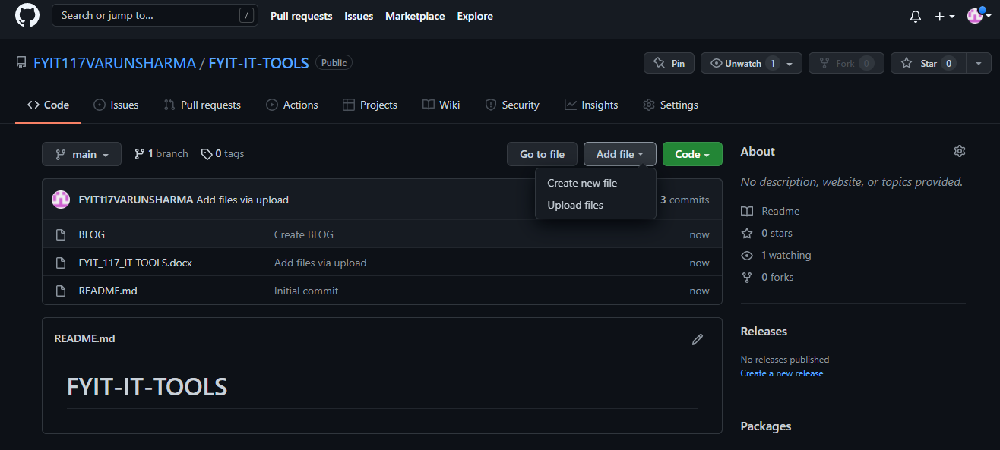 Search or jump to... /
Pull requests Issues Marketplace Explore
FYIT117VARUNSHARMA / FYIT-IT-TOOLS Public
Pin Unwatch 1 Fork 0 Star 0
Code Issues Pull requests Actions Projects Wiki Security Insights Settings
main 1 branch 0 tags
Go to file Add file Code
Create new file
Upload files
FYIT117VARUNSHARMA Add files via upload 3 commits
BLOG Create BLOG now
FYIT_117_IT TOOLS.docx Add files via upload now
README.md Initial commit now
README.md
FYIT-IT-TOOLS
About
No description, website, or topics provided.
Readme
0 stars
1 watching
0 forks
Releases
No releases published
Create a new release
Packages